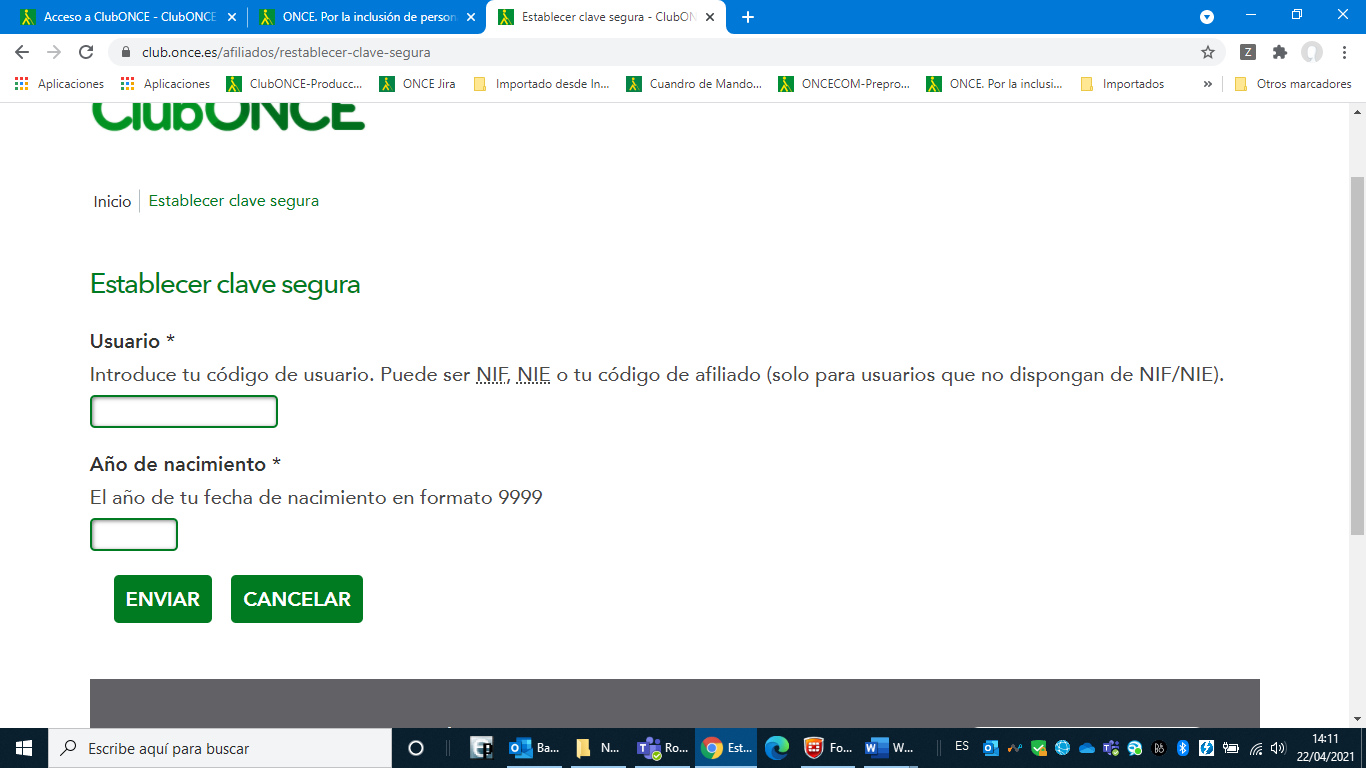 Acceso a ClubONCE - ClubONCE
ONCE. Por la inclusión de person
Establecer clave segura - ClubON
club.once.es/afiliados/restablecer-clave-segura
Z
Aplicaciones
Aplicaciones
ClubONCE-Producc...
ONCE Jira
Importado desde In...
Cuandro de Mando...
ONCECOM-Prepro...
ONCE. Por la inclusi...
Importados
»
Otros marcadores
ClubONCE
Inicio
Establecer clave segura
Establecer clave segura
Usuario *
Introduce tu código de usuario. Puede ser NIF, NIE o tu código de afiliado (solo para usuarios que no dispongan de NIF/NIE).
Año de nacimiento *
El año de tu fecha de nacimiento en formato 9999
ENVIAR
CANCELAR
Escribe aquí para buscar
Ba...
N...
Ro...
Est...
Fo...
W...
ES
14:11
22/04/2021